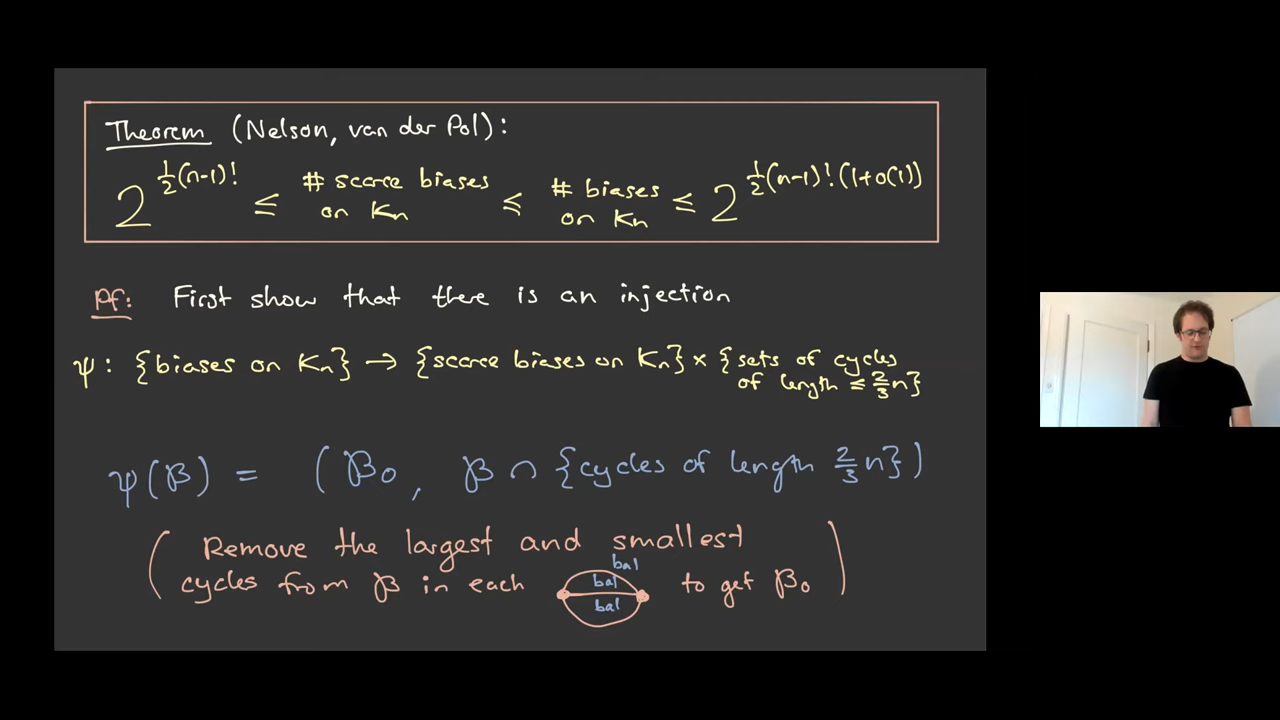 Theorem (Nelson, van der Pol):
2^{½(n-1)!} ≤ # scarce biases on Kn ≤ # biases on Kn ≤ 2^{½(n-1)!(1+o(1))}
Pf: First show that there is an injection
ψ: {biases on Kn} → {scarce biases on Kn} × {sets of cycles
of length ≤ ⅔n}
ψ(β) = (β₀, β ∩ {cycles of length ⅔n})
(Remove the largest and smallest
bal
bal
cycles from β in each to get β₀)
bal